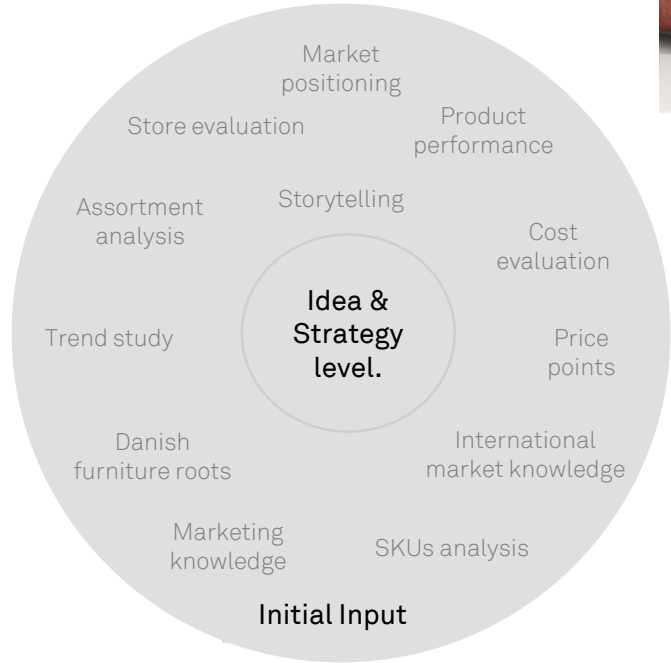 Market
positioning
Store evaluation
Product
performance
Storytelling
Assortment
analysis
Cost
evaluation
Idea &
Strategy
level.
Trend study
Price
points
Danish
furniture roots
International
market knowledge
Marketing
knowledge
SKUs analysis
Initial Input